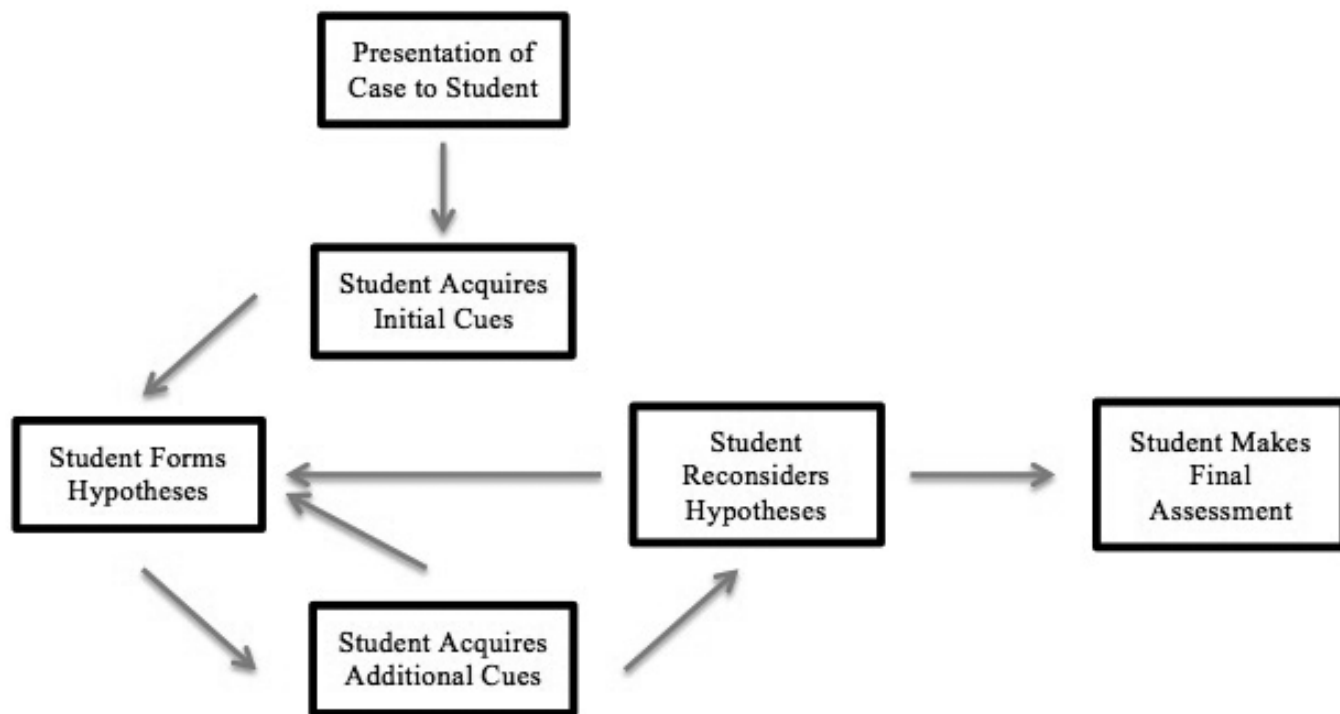 Presentation of
Case to Student
Student Acquires
Initial Cues
Student Forms
Hypotheses
Student
Reconsiders
Hypotheses
Student Makes
Final
Assessment
Student Acquires
Additional Cues